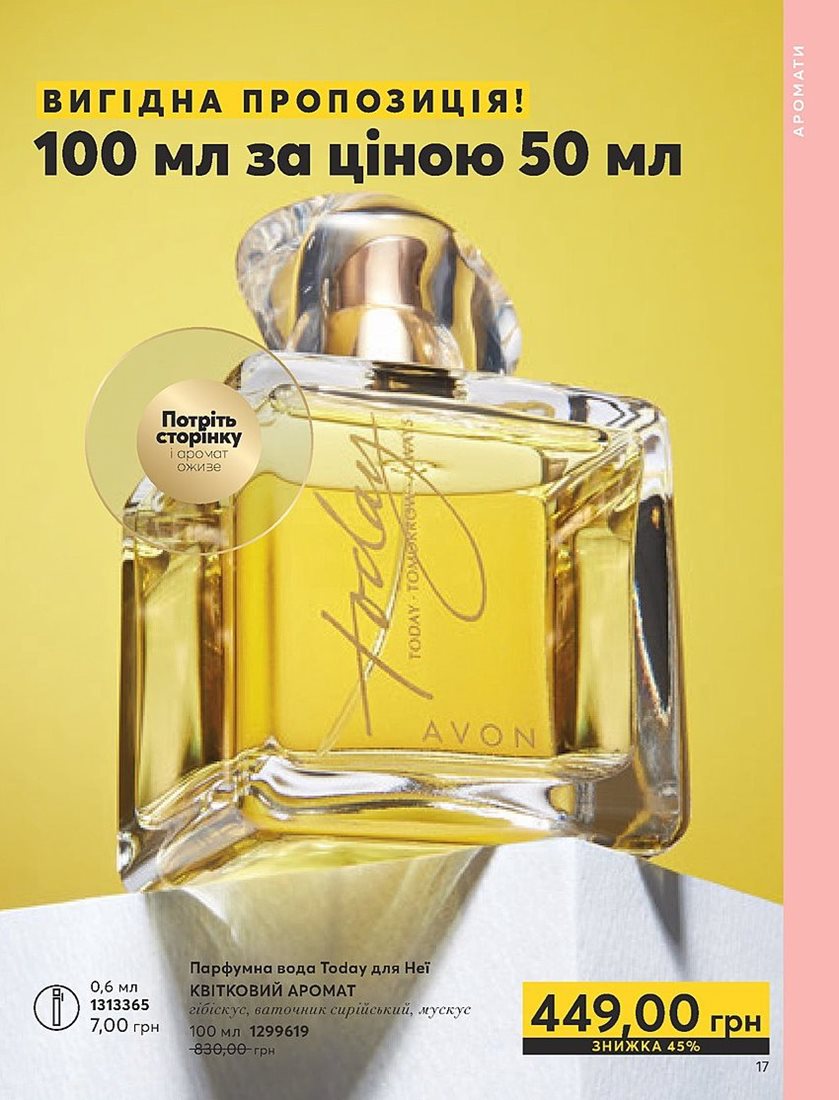 АРОМАТИ
ВИГІДНА ПРОПОЗИЦІЯ!
100 мл за ціною 50 мл
Потріть
сторінку
і аромат
оживе
today
TODAY · TOMORROW · ALWAYS
AVON
0,6 мл
1313365
7,00 грн
Парфумна вода Today для Неї
КВІТКОВИЙ АРОМАТ
гібіскус, ваточник сирійський, мускус
100 мл 1299619
830,00 грн
449,00 грн
ЗНИЖКА 45%
17